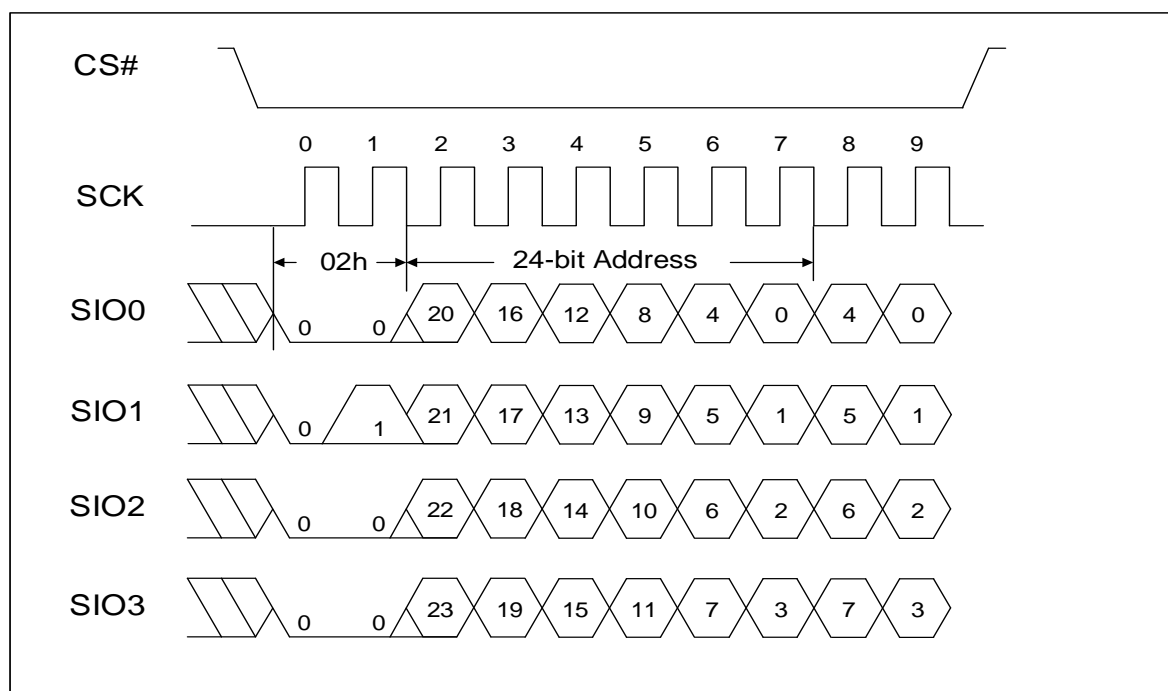 CS#
0 1 2 3 4 5 6 7 8 9
SCK
02h 24-bit Address
SIO0 0 0 20 16 12 8 4 0 4 0
SIO1 0 1 21 17 13 9 5 1 5 1
SIO2 0 0 22 18 14 10 6 2 6 2
SIO3 0 0 23 19 15 11 7 3 7 3